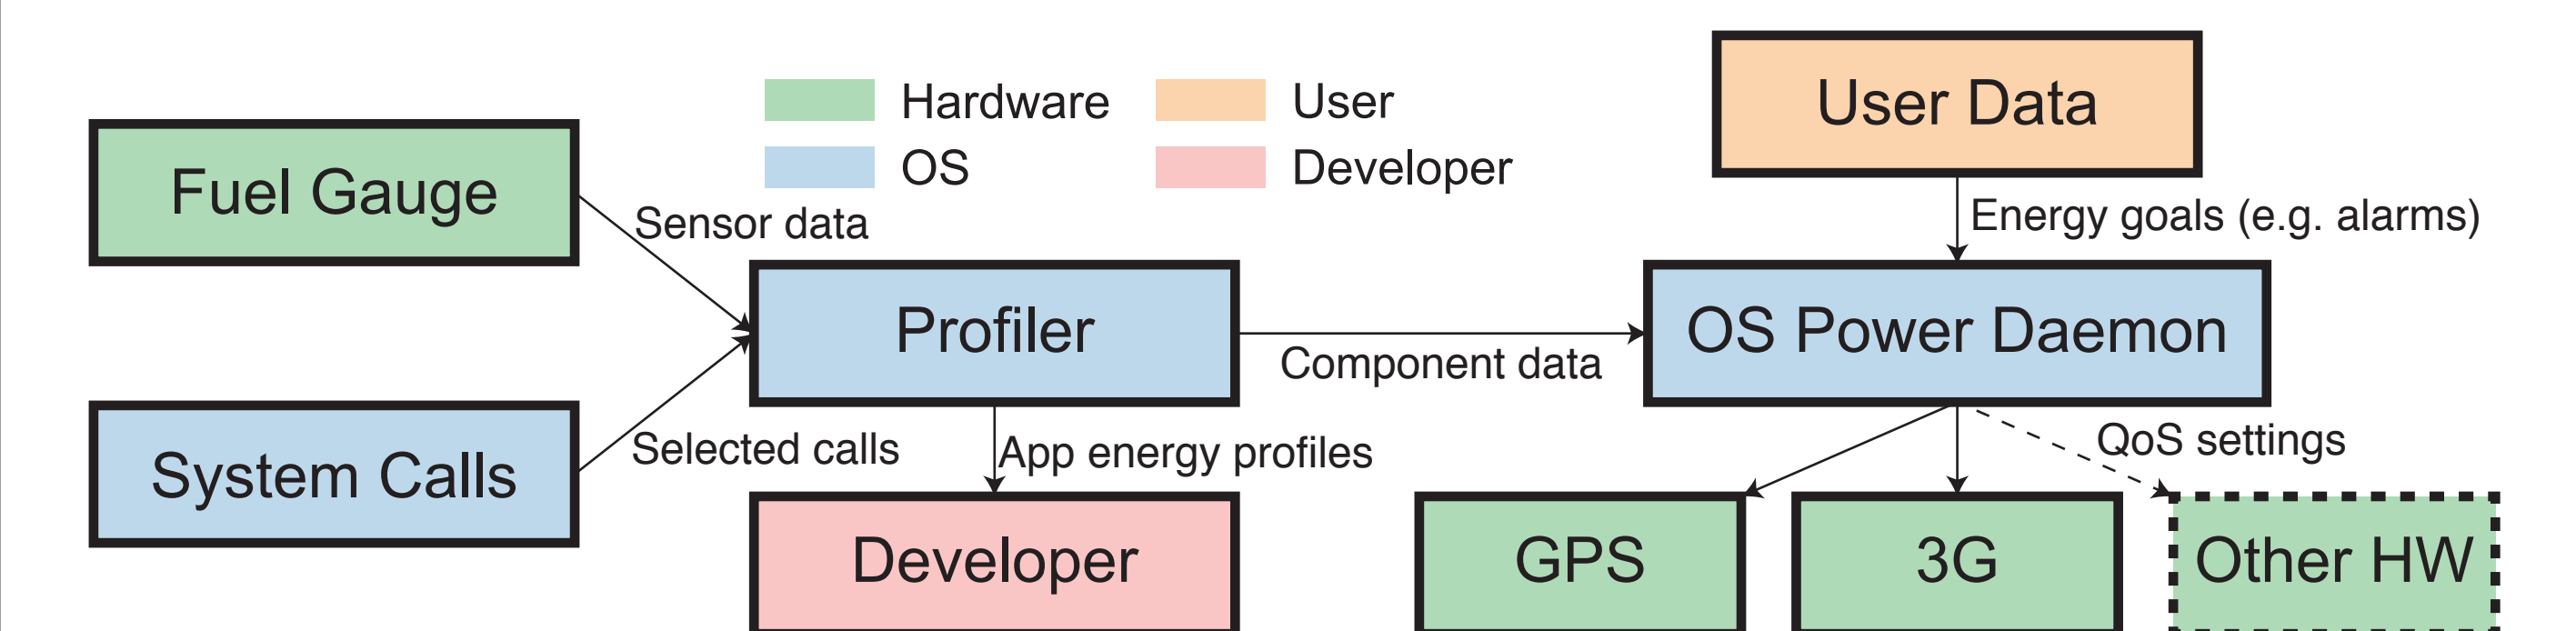 User Data
Hardware
User
OS
Developer
Fuel Gauge
Sensor data
Energy goals (e.g. alarms)
Profiler
OS Power Daemon
Component data
System Calls
Selected calls
App energy profiles
QoS settings
Developer
GPS
3G
Other HW